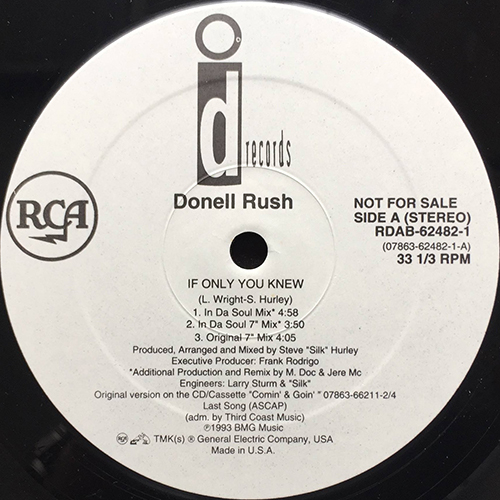 id
records
Donell Rush
RCA
NOT FOR SALE
SIDE A (STEREO)
RDAB-62482-1
(07863-62482-1-A)
33 1/3 RPM
IF ONLY YOU KNEW
(L. Wright-S. Hurley)
1. In Da Soul Mix* 4:58
2. In Da Soul 7" Mix* 3:50
3. Original 7" Mix 4:05
Produced, Arranged and Mixed by Steve "Silk" Hurley
Executive Producer: Frank Rodrigo
*Additional Production and Remix by M. Doc & Jere Mc
Engineers: Larry Sturm & "Silk"
Original version on the CD/Cassette "Comin' & Goin' " 07863-66211-2/4
Last Song (ASCAP)
(adm. by Third Coast Music)
℗1993 BMG Music
RCA TMK(s) ® General Electric Company, USA
Made in U.S.A.